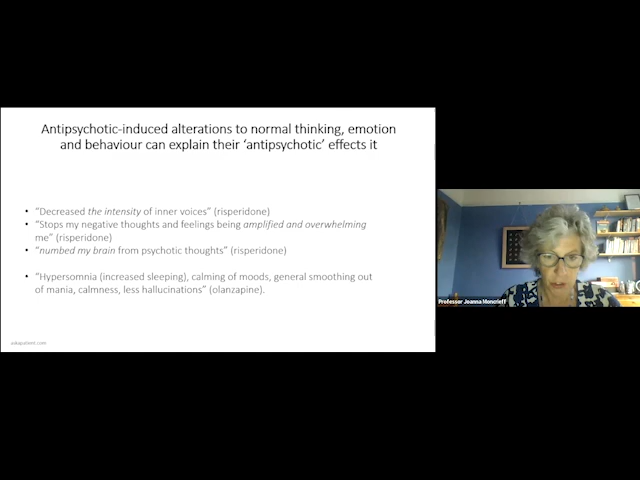 Antipsychotic-induced alterations to normal thinking, emotion
and behaviour can explain their ‘antipsychotic’ effects it
• “Decreased the intensity of inner voices” (risperidone)
• “Stops my negative thoughts and feelings being amplified and overwhelming
me” (risperidone)
• “numbed my brain from psychotic thoughts” (risperidone)
• “Hypersomnia (increased sleeping), calming of moods, general smoothing out
of mania, calmness, less hallucinations” (olanzapine).
askapatient.com
Professor Joanna Moncrieff